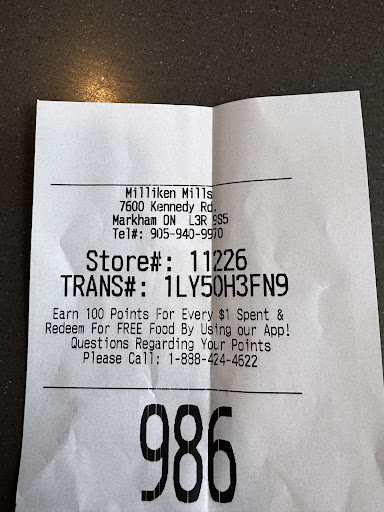 Milliken Mills
7600 Kennedy Rd.
Markham ON L3R 9S5
Tel#: 905-940-9970
Store#: 11226
TRANS#: 1LY5OH3FN9
Earn 100 Points For Every $1 Spent &
Redeem For FREE Food By Using our App!
Questions Regarding Your Points
Please Call: 1-888-424-4622
986